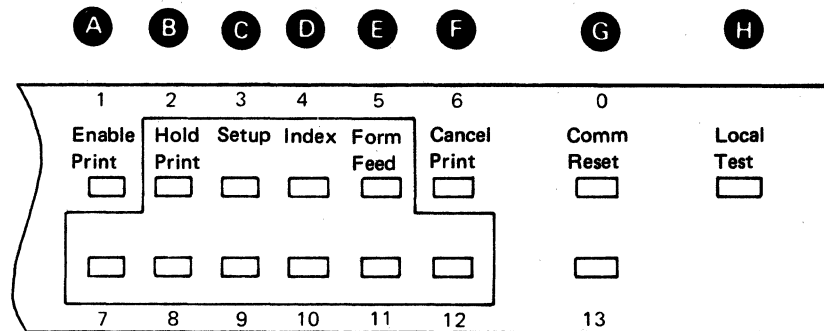 A B C D E F G H
1 2 3 4 5 6 0
Enable Hold Setup Index Form Cancel Comm Local
Print Print Feed Print Reset Test
7 8 9 10 11 12 13